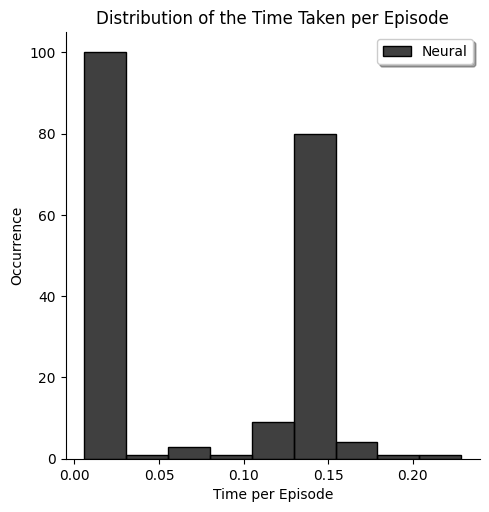 Distribution of the Time Taken per Episode
Neural
100
80
60
40
20
0
Occurrence
0.00 0.05 0.10 0.15 0.20
Time per Episode